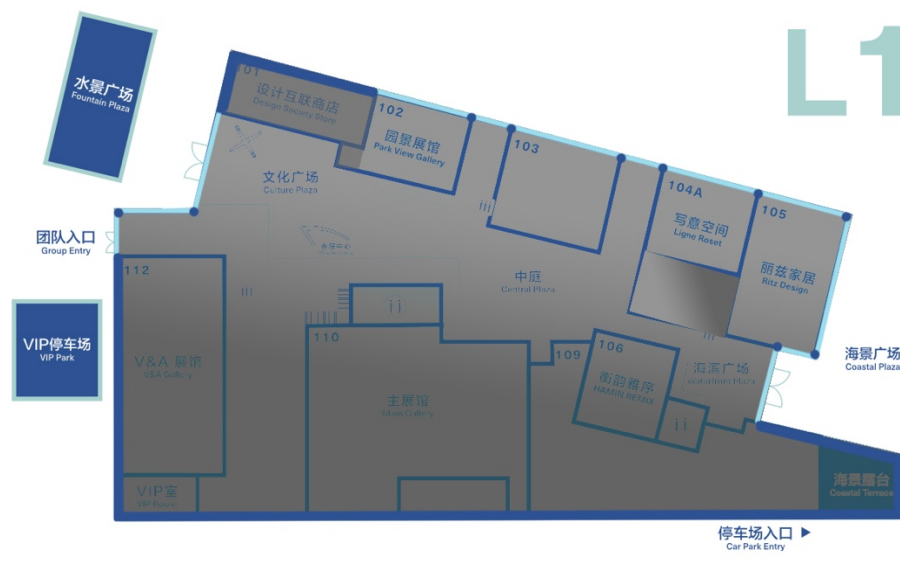 L1
水景广场
Fountain Plaza
101
设计互联商店
Design Society Store
102
园景展馆
Park View Gallery
103
104A
写意空间
Ligne Roset
105
丽兹家居
Ritz Design
文化广场
Culture Plaza
团队入口
Group Entry
中庭
Central Plaza
112
V&A 展馆
V&A Gallery
VIP停车场
VIP Park
110
主展馆
Main Gallery
109
106
衡韵雅序
海滨广场
Waterfront Plaza
海景广场
Coastal Plaza
VIP室
VIP Room
海景露台
Coastal Terrace
停车场入口
Car Park Entry